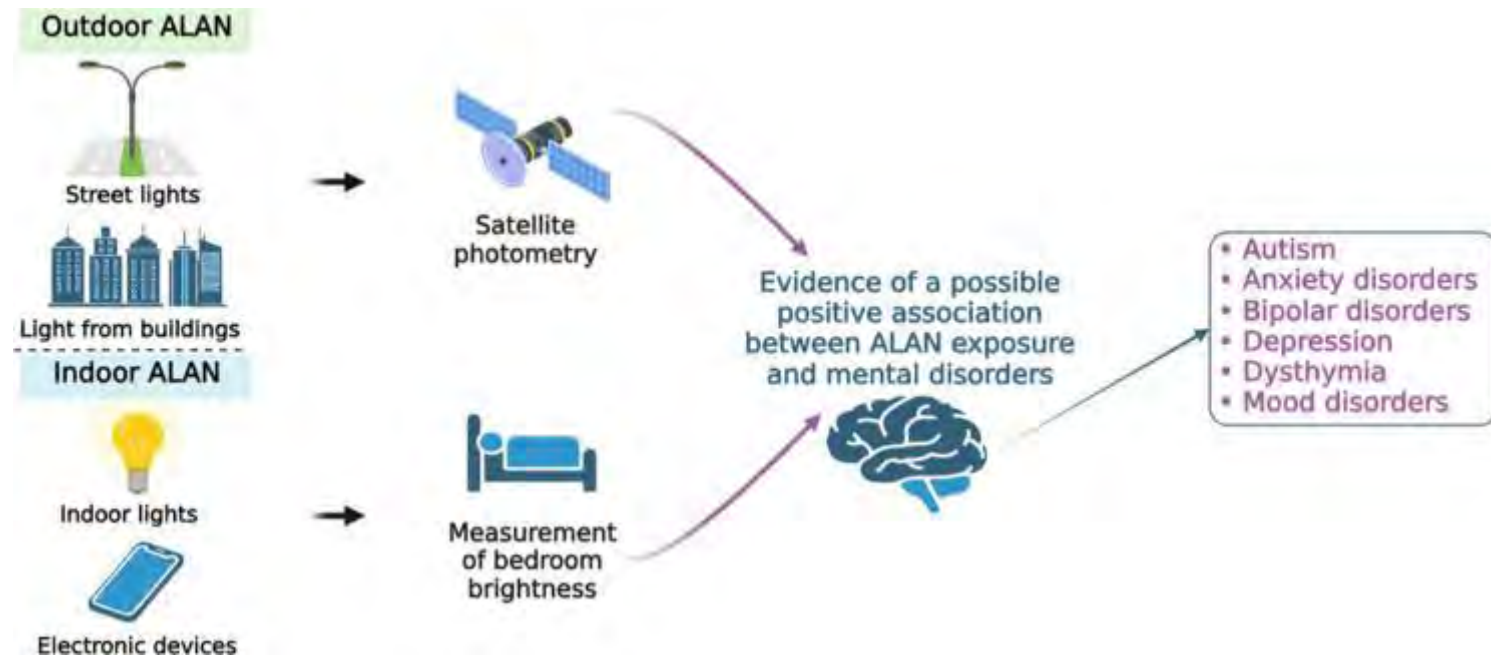 Outdoor ALAN
Street lights
Light from buildings
Indoor ALAN
Indoor lights
Electronic devices
Satellite
photometry
Measurement
of bedroom
brightness
Evidence of a possible
positive association
between ALAN exposure
and mental disorders
• Autism
• Anxiety disorders
• Bipolar disorders
• Depression
• Dysthymia
• Mood disorders